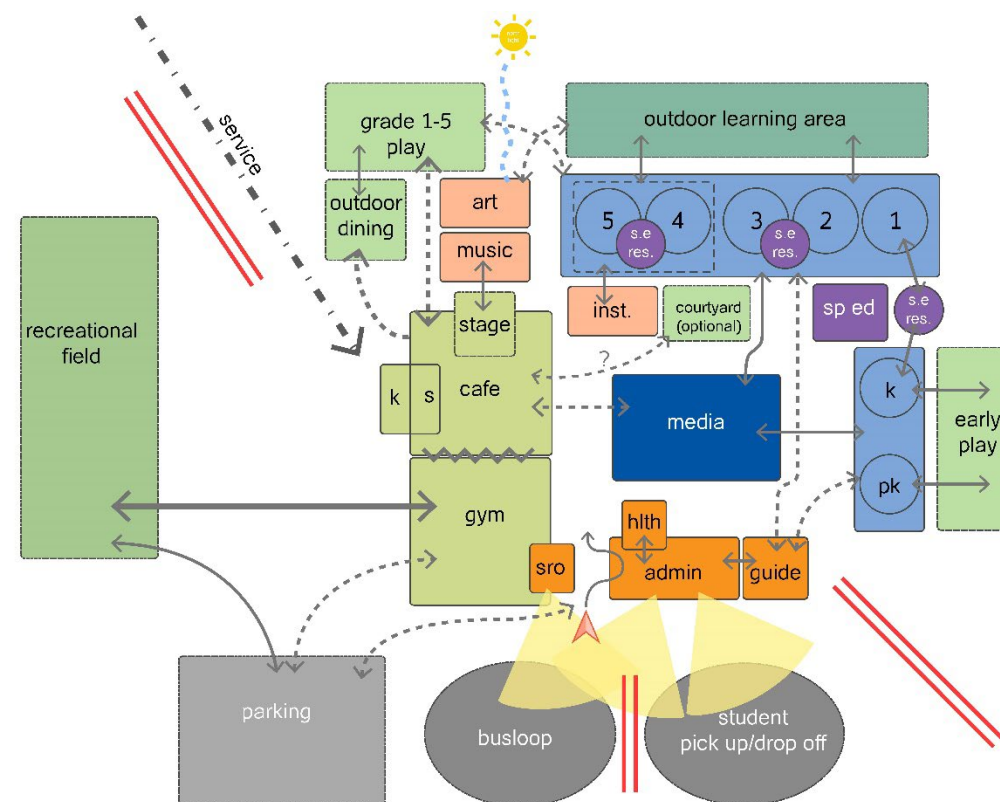 service
grade 1-5
play
outdoor learning area
outdoor
dining
art
music
stage
5
4
3
2
1
s.e
res.
s.e
res.
s.e
res.
inst.
courtyard
(optional)
sp ed
recreational
field
k
s
cafe
?
media
k
pk
early
play
gym
hlth
sro
admin
guide
parking
busloop
student
pick up/drop off